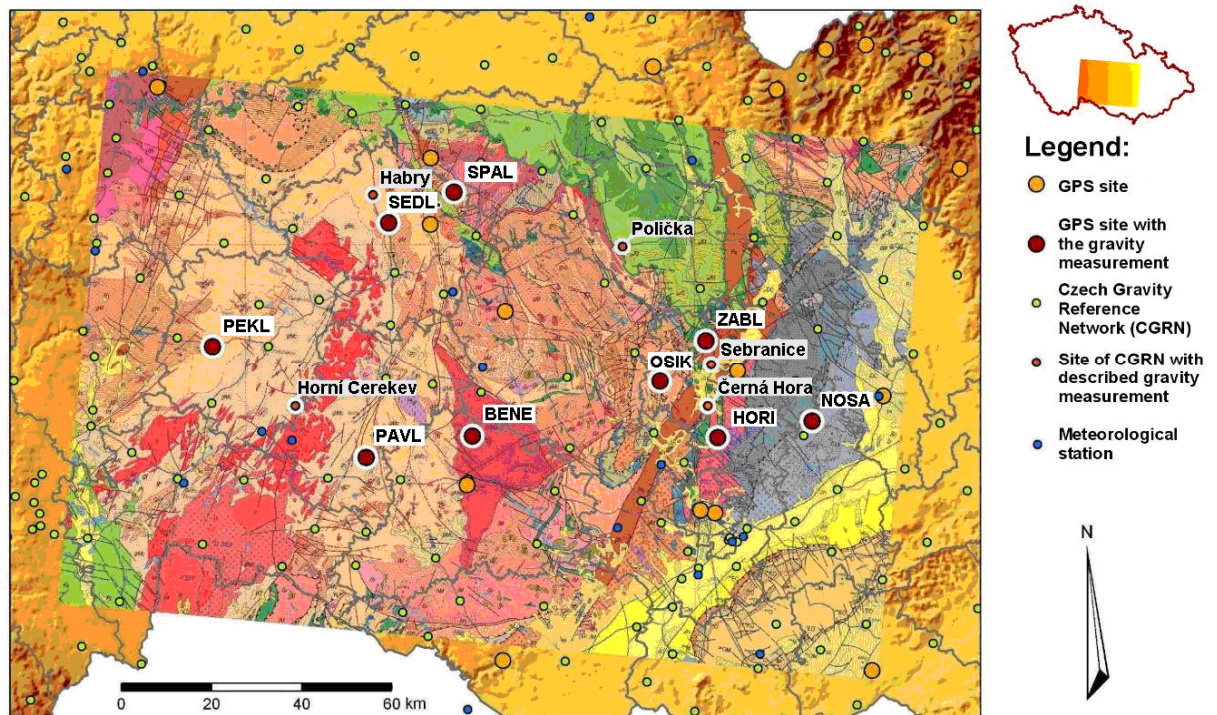 Habry
SPAL
SEDL
Polička
PEKL
ZABL
Sebranice
OSIK
Horní Cerekev
Černá Hora
BENE
NOSA
PAVL
HORI
0 20 40 60 km
Legend:
GPS site
GPS site with
the gravity
measurement
Czech Gravity
Reference
Network (CGRN)
Site of CGRN with
described gravity
measurement
Meteorological
station
N